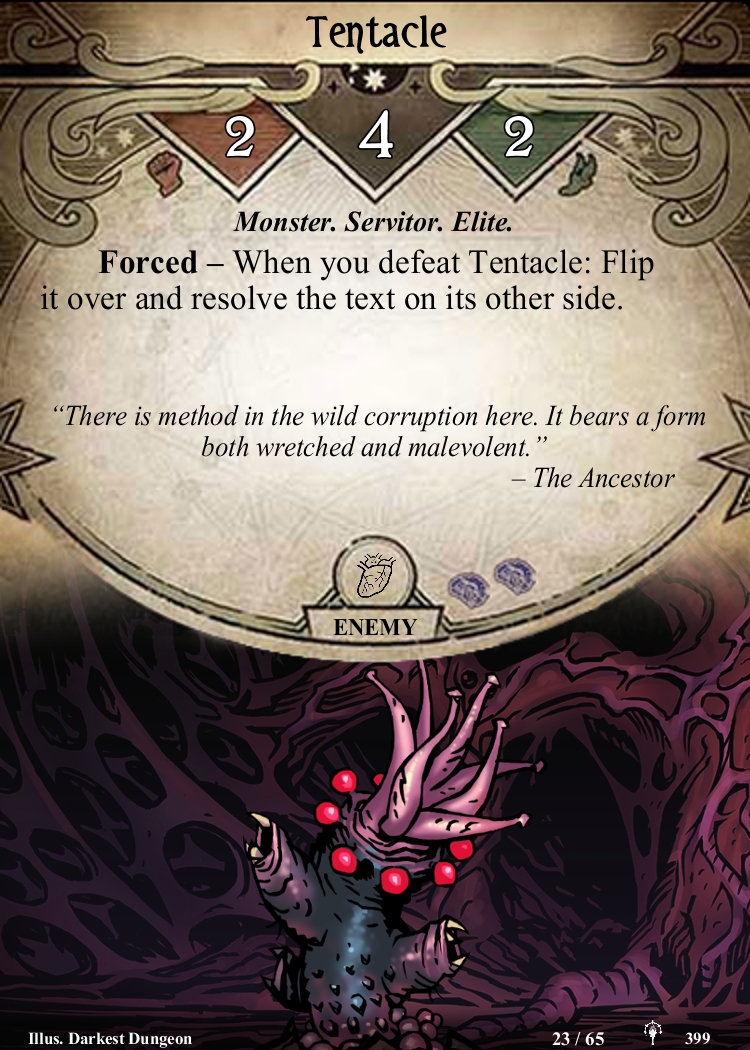 Tentacle
2 4 2
Monster. Servitor. Elite.
Forced – When you defeat Tentacle: Flip
it over and resolve the text on its other side.
“There is method in the wild corruption here. It bears a form
both wretched and malevolent.”
– The Ancestor
ENEMY
Illus. Darkest Dungeon 23 / 65 399